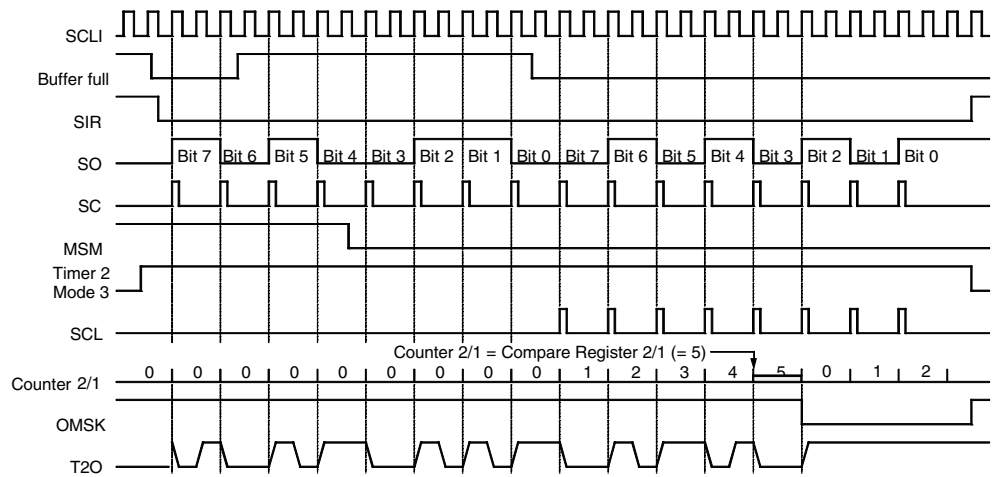 SCLI
Buffer full
SIR
SO Bit 7 Bit 6 Bit 5 Bit 4 Bit 3 Bit 2 Bit 1 Bit 0 Bit 7 Bit 6 Bit 5 Bit 4 Bit 3 Bit 2 Bit 1 Bit 0
SC
MSM
Timer 2
Mode 3
SCL
Counter 2/1 = Compare Register 2/1 (= 5)
Counter 2/1 0 0 0 0 0 0 0 0 0 1 2 3 4 5 0 1 2
OMSK
T2O